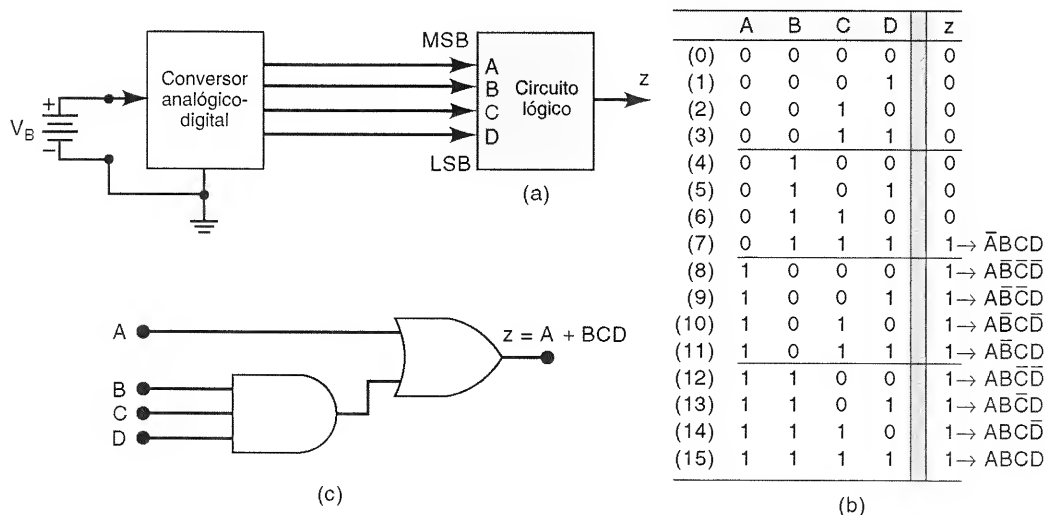 MSB
A
B
C
D
LSB
Conversor
analógico-
digital
Circuito
lógico
z
+
V_B
−
(a)
A
B
C
D
z = A + BCD
(c)
A B C D z
(0) 0 0 0 0 0
(1) 0 0 0 1 0
(2) 0 0 1 0 0
(3) 0 0 1 1 0
(4) 0 1 0 0 0
(5) 0 1 0 1 0
(6) 0 1 1 0 0
(7) 0 1 1 1 1→ A̅BCD
(8) 1 0 0 0 1→ AB̅C̅D̅
(9) 1 0 0 1 1→ AB̅C̅D
(10) 1 0 1 0 1→ AB̅CD̅
(11) 1 0 1 1 1→ AB̅CD
(12) 1 1 0 0 1→ ABC̅D̅
(13) 1 1 0 1 1→ ABC̅D
(14) 1 1 1 0 1→ ABCD̅
(15) 1 1 1 1 1→ ABCD
(b)